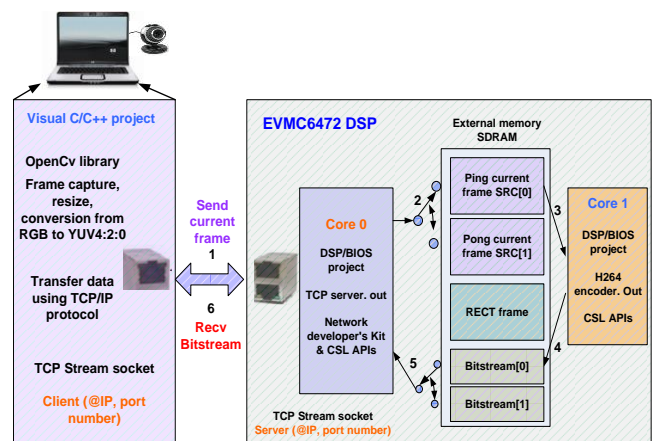 Visual C/C++ project
OpenCv library
Frame capture,
resize,
conversion from
RGB to YUV4:2:0
Transfer data
using TCP/IP
protocol
TCP Stream socket
Client (@IP, port
number)
Send
current
frame
1
6
Recv
Bitstream
EVMC6472 DSP
Core 0
DSP/BIOS
project
TCP server. out
Network
developer's Kit
& CSL APIs
TCP Stream socket
Server (@IP, port number)
2
5
External memory
SDRAM
Ping current
frame SRC[0]
Pong current
frame SRC[1]
RECT frame
Bitstream[0]
Bitstream[1]
3
4
Core 1
DSP/BIOS
project
H264
encoder. Out
CSL APIs